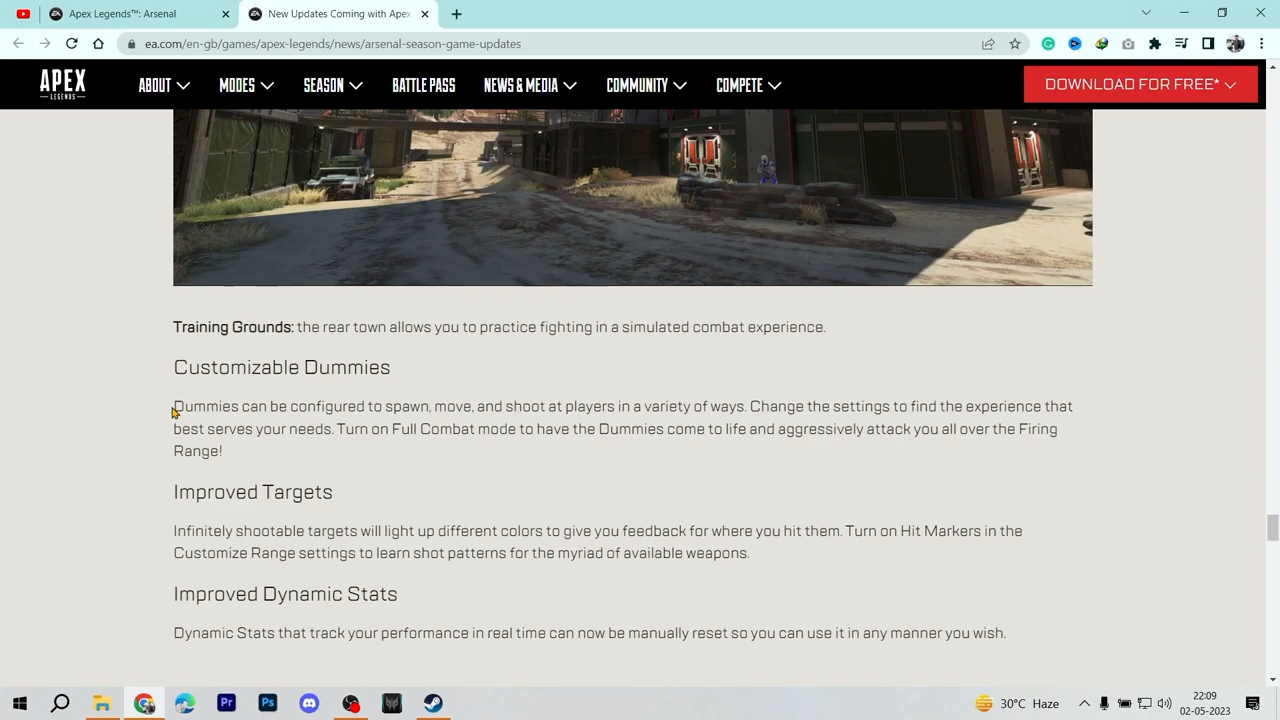 Apex Legends™: Arsenal
New Updates Coming with Apex
ea.com/en-gb/games/apex-legends/news/arsenal-season-game-updates
APEX
LEGENDS
ABOUT
MODES
SEASON
BATTLE PASS
NEWS & MEDIA
COMMUNITY
COMPETE
DOWNLOAD FOR FREE*
Training Grounds: the rear town allows you to practice fighting in a simulated combat experience.
Customizable Dummies
Dummies can be configured to spawn, move, and shoot at players in a variety of ways. Change the settings to find the experience that
best serves your needs. Turn on Full Combat mode to have the Dummies come to life and aggressively attack you all over the Firing
Range!
Improved Targets
Infinitely shootable targets will light up different colors to give you feedback for where you hit them. Turn on Hit Markers in the
Customize Range settings to learn shot patterns for the myriad of available weapons.
Improved Dynamic Stats
Dynamic Stats that track your performance in real time can now be manually reset so you can use it in any manner you wish.
Pr
Ps
30°C Haze
22:09
02-05-2023